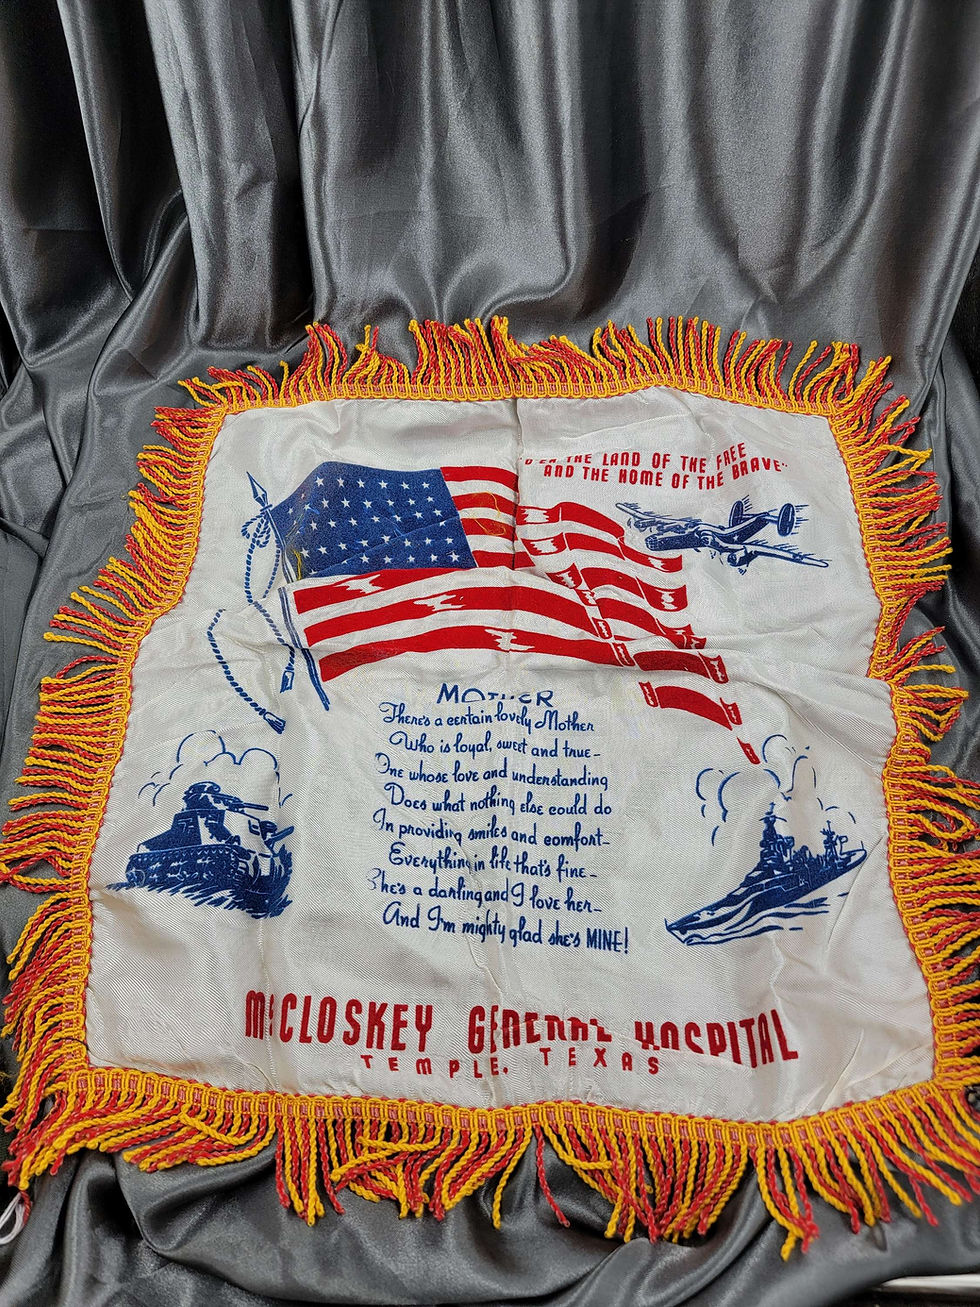 O'ER THE LAND OF THE FREE
AND THE HOME OF THE BRAVE"
MOTHER
There's a certain lovely Mother
Who is loyal, sweet and true-
One whose love and understanding
Does what nothing else could do
In providing smiles and comfort-
Everything in life that's fine-
She's a darling and I love her-
And I'm mighty glad she's MINE!
McCLOSKEY GENERAL HOSPITAL
TEMPLE, TEXAS